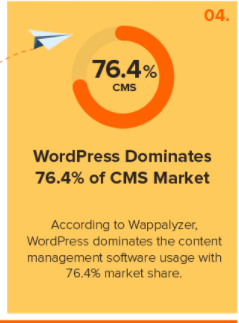 04.
76.4%
CMS
WordPress Dominates
76.4% of CMS Market
According to Wappalyzer,
WordPress dominates the content
management software usage with
76.4% market share.